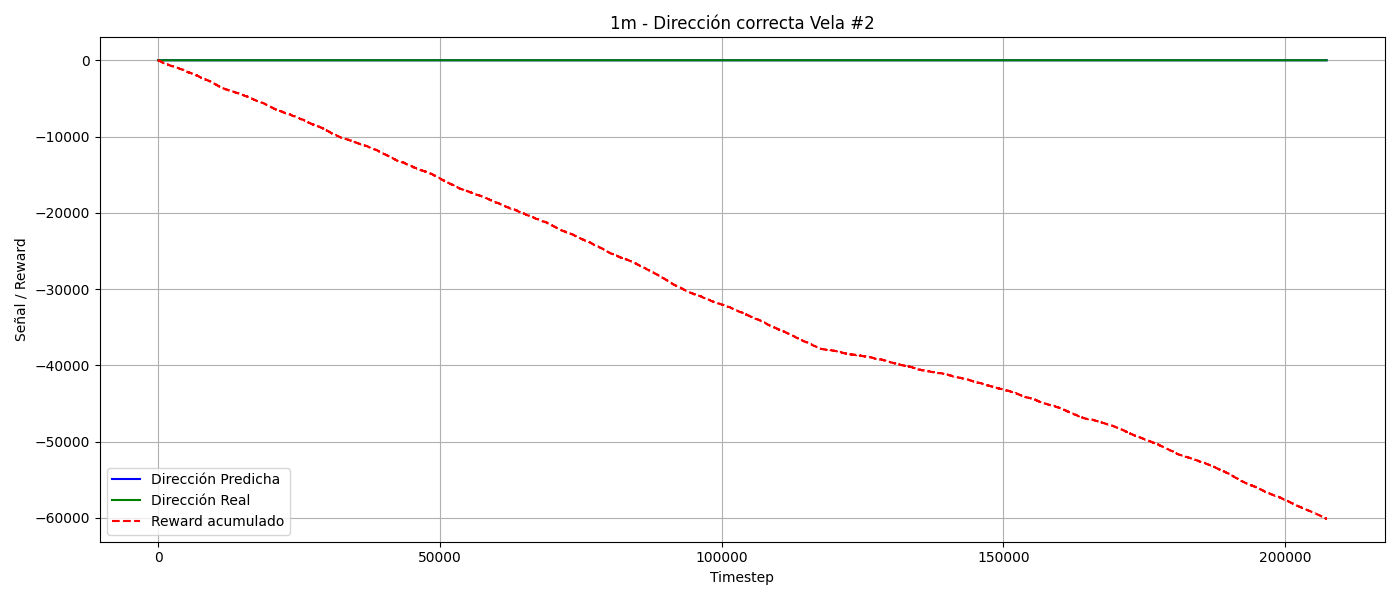 1m - Dirección correcta Vela #2
0
−10000
−20000
−30000
−40000
−50000
−60000
Señal / Reward
Dirección Predicha
Dirección Real
Reward acumulado
0 50000 100000 150000 200000
Timestep